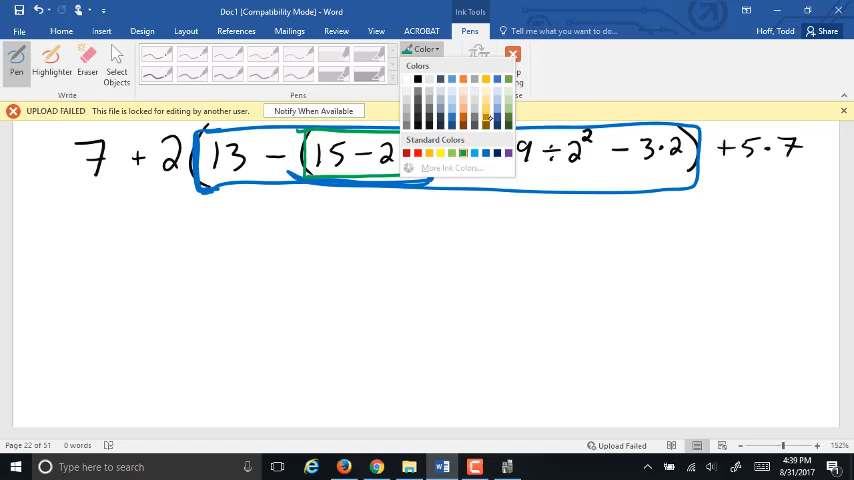 Doc1 [Compatibility Mode] - Word
Ink Tools
Hoff, Todd
File Home Insert Design Layout References Mailings Review View ACROBAT Pens Tell me what you want to do... Share
Pen Highlighter Eraser Select Objects
Color
Write
Pens
Colors
Standard Colors
More Ink Colors...
UPLOAD FAILED This file is locked for editing by another user. Notify When Available
7 + 2(13 - (15 - 2 9 ÷ 2² - 3·2) + 5·7
Page 22 of 51 0 words Upload Failed 152%
Type here to search
4:39 PM
8/31/2017